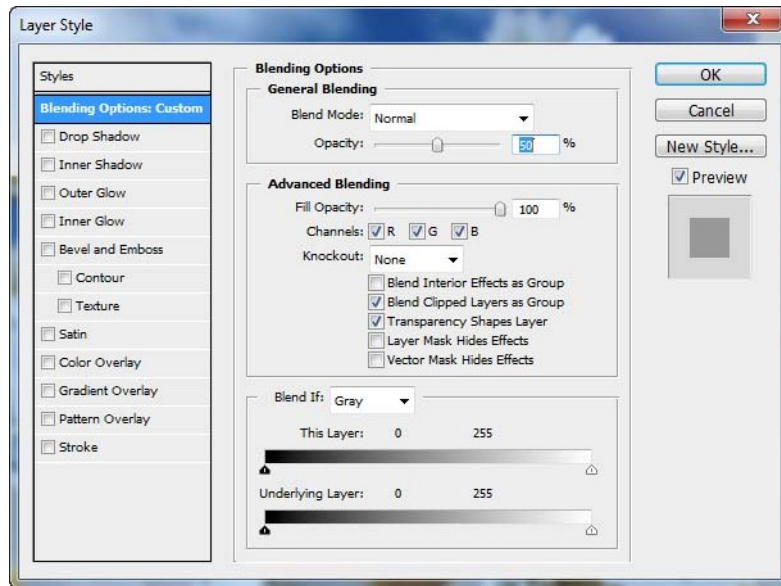 Layer Style
Styles
Blending Options: Custom
Drop Shadow
Inner Shadow
Outer Glow
Inner Glow
Bevel and Emboss
Contour
Texture
Satin
Color Overlay
Gradient Overlay
Pattern Overlay
Stroke
Blending Options
General Blending
Blend Mode: Normal
Opacity: 50 %
Advanced Blending
Fill Opacity: 100 %
Channels: R G B
Knockout: None
Blend Interior Effects as Group
Blend Clipped Layers as Group
Transparency Shapes Layer
Layer Mask Hides Effects
Vector Mask Hides Effects
Blend If: Gray
This Layer: 0 255
Underlying Layer: 0 255
OK
Cancel
New Style...
Preview